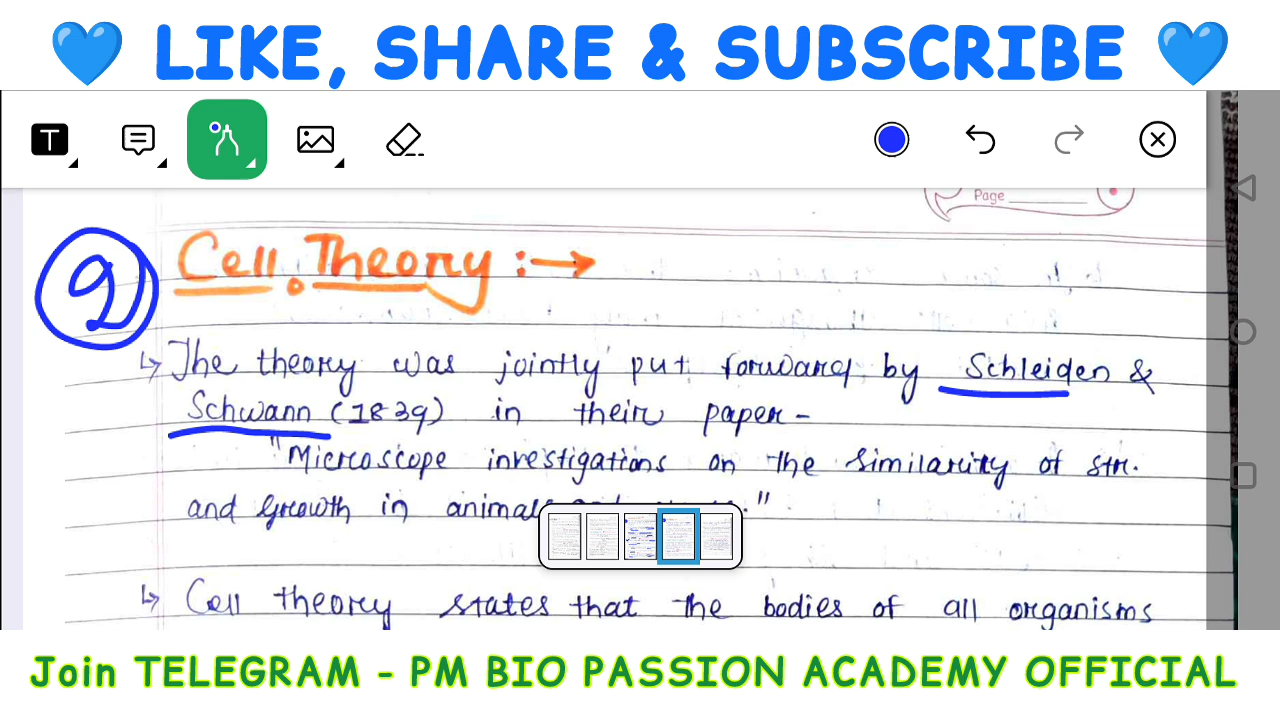 💙 LIKE, SHARE & SUBSCRIBE 💙
T
Page
2
Cell Theory :→
↳ The theory was jointly put forward by Schleiden &
Schwann (1839) in their paper -
"Microscope investigations on the similarity of str.
and Growth in animals "
↳ Cell theory states that the bodies of all organisms
Join TELEGRAM - PM BIO PASSION ACADEMY OFFICIAL